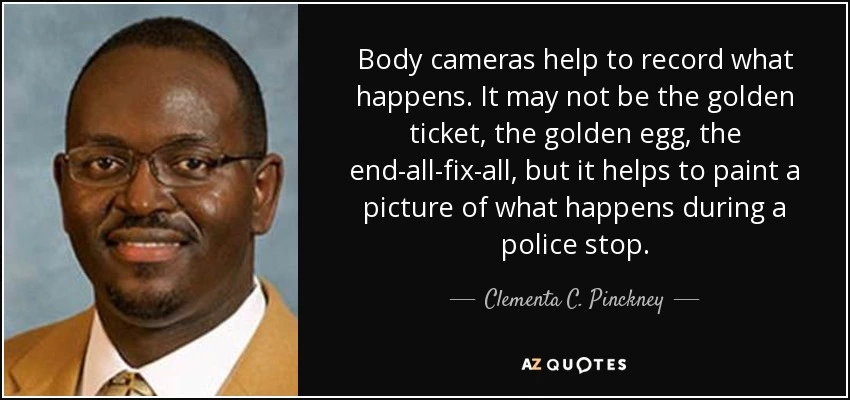 Body cameras help to record what
happens. It may not be the golden
ticket, the golden egg, the
end-all-fix-all, but it helps to paint a
picture of what happens during a
police stop.
Clementa C. Pinckney
AZ QUOTES